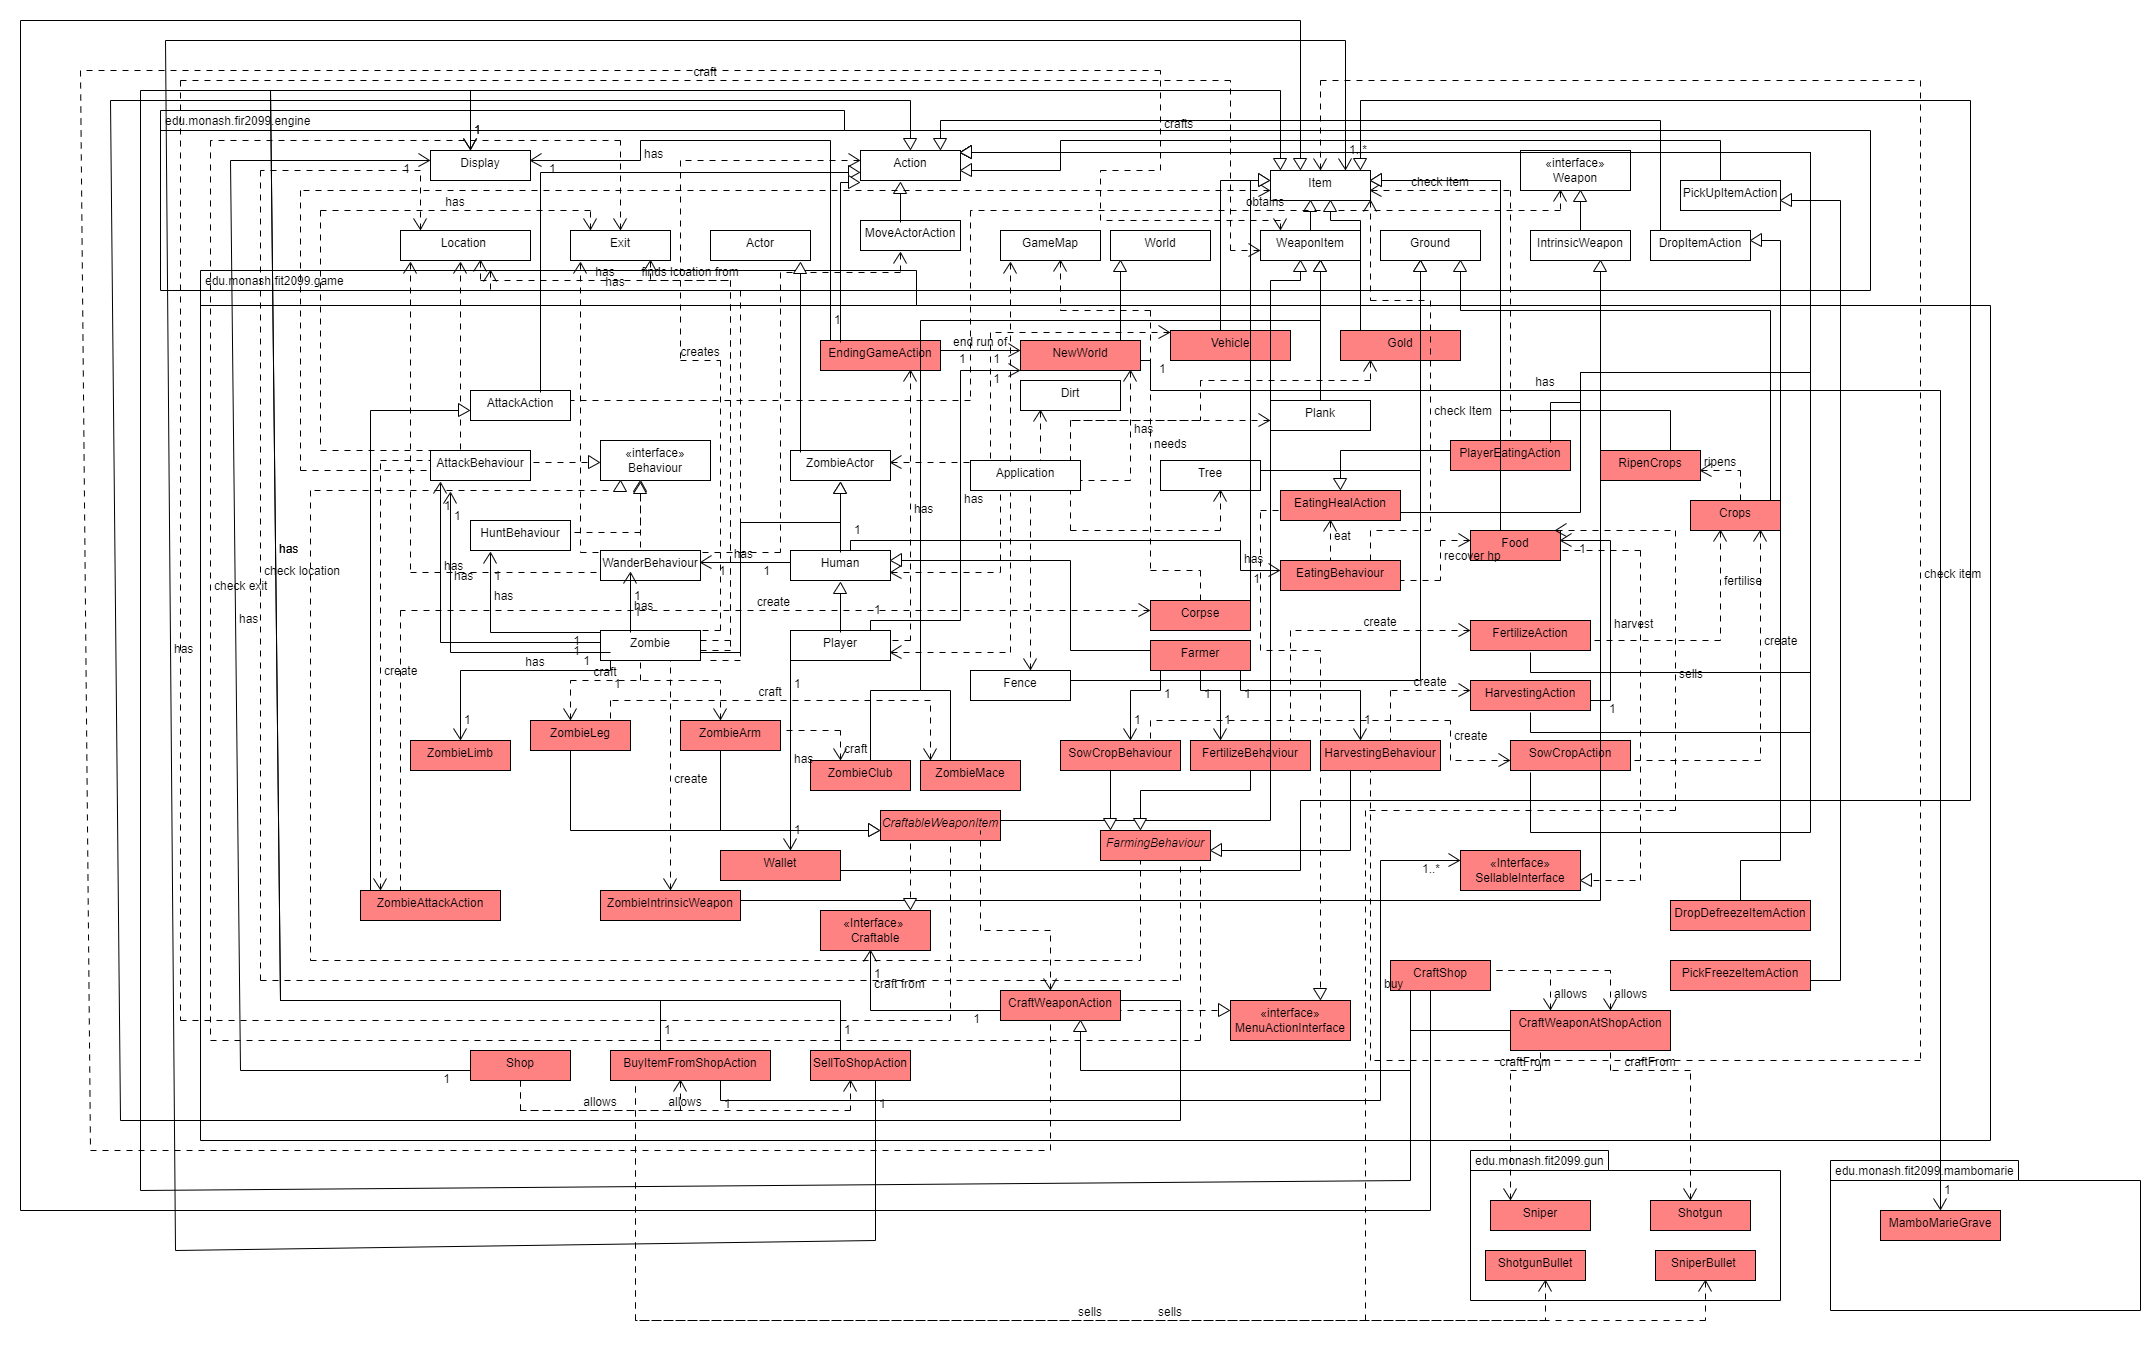 craft
edu.monash.fir2099.engine
crafts
1
has
1..*
Display
1
1
Action
Item
check Item
«interface»
Weapon
PickUpItemAction
has
obtains
MoveActorAction
Location
Exit
Actor
GameMap
World
WeaponItem
Ground
IntrinsicWeapon
DropItemAction
has
finds lcoation from
has
edu.monash.fit2099.game
1
creates
EndingGameAction
end run of
1
1
NewWorld
1
Vehicle
Gold
1
has
AttackAction
Dirt
Plank
check Item
has
needs
AttackBehaviour
«interface»
Behaviour
ZombieActor
Application
Tree
PlayerEatingAction
RipenCrops
ripens
1
1
has
has
EatingHealAction
Crops
HuntBehaviour
1
eat
Food
1
has
check location
has
WanderBehaviour
has
1
1
Human
has
1
EatingBehaviour
recover hp
check item
check exit
has
has
1
has
1
1
has
create
1
Corpse
fertilise
has
has
Zombie
1
1
1
Player
Farmer
create
FertilizeAction
harvest
create
create
has
craft
1
craft
1
Fence
1
1
1
create
HarvestingAction
sells
1
1
ZombieLimb
ZombieLeg
ZombieArm
craft
has
ZombieClub
ZombieMace
1
1
1
SowCropBehaviour
FertilizeBehaviour
HarvestingBehaviour
create
SowCropAction
create
CraftableWeaponItem
1
FarmingBehaviour
Wallet
1..*
«Interface»
SellableInterface
ZombieAttackAction
ZombieIntrinsicWeapon
«Interface»
Craftable
DropDefreezeItemAction
1
craft from
CraftShop
buy
PickFreezeItemAction
allows
allows
CraftWeaponAction
1
«interface»
MenuActionInterface
CraftWeaponAtShopAction
1
1
Shop
1
BuyItemFromShopAction
SellToShopAction
craftFrom
craftFrom
allows
allows
1
1
edu.monash.fit2099.gun
edu.monash.fit2099.mambomarie
1
Sniper
Shotgun
MamboMarieGrave
ShotgunBullet
SniperBullet
sells
sells